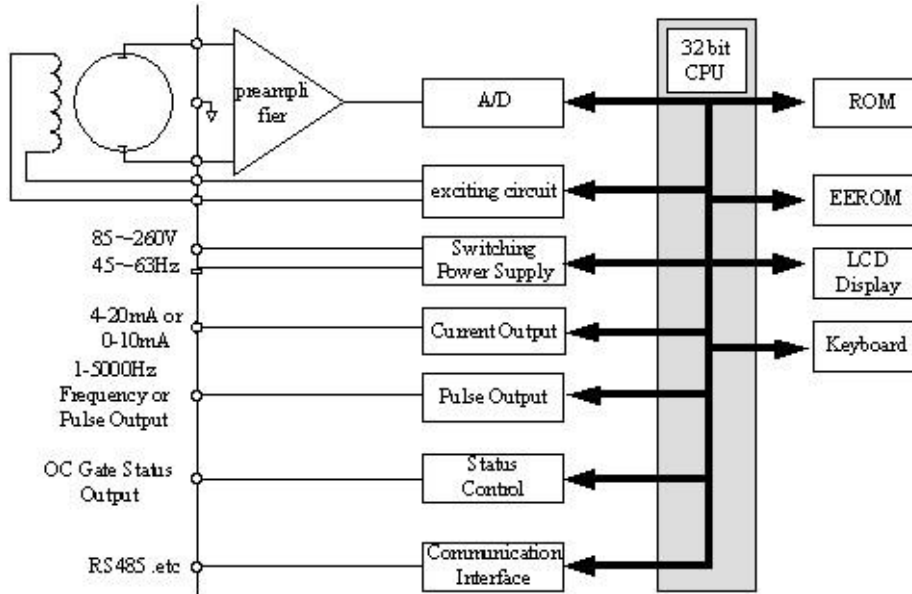 32 bit
CPU
preampli
fier
A/D
ROM
exciting circuit
EEROM
85~~260V
45~~63Hz
Switching
Power Supply
LCD
Display
4-20mA or
0-10mA
Current Output
Keyboard
1-5000Hz
Frequency or
Pulse Output
Pulse Output
OC Gate Status
Output
Status
Control
RS485 .etc
Communication
Interface